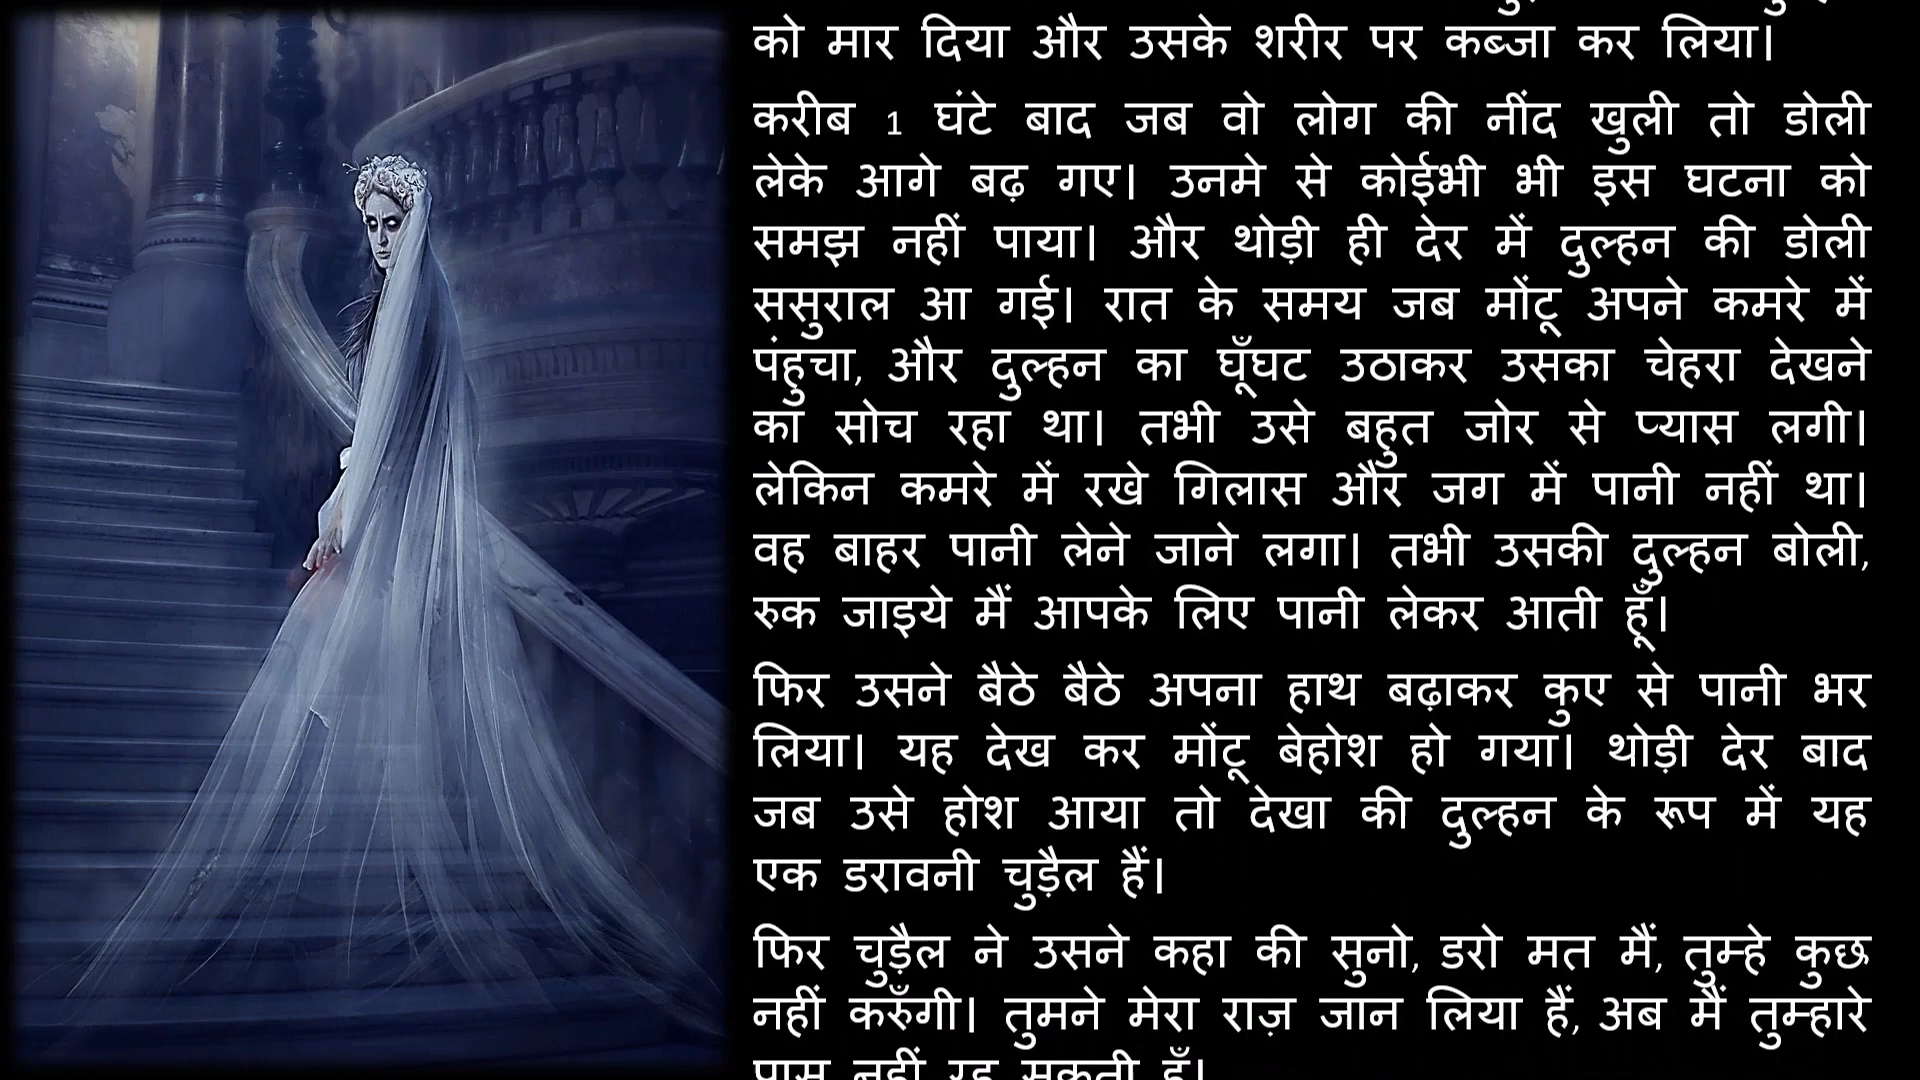 को मार दिया और उसके शरीर पर कब्जा कर लिया।
करीब 1 घंटे बाद जब वो लोग की नींद खुली तो डोली
लेके आगे बढ़ गए। उनमे से कोईभी भी इस घटना को
समझ नहीं पाया। और थोड़ी ही देर में दुल्हन की डोली
ससुराल आ गई। रात के समय जब मोंटू अपने कमरे में
पंहुचा, और दुल्हन का घूँघट उठाकर उसका चेहरा देखने
का सोच रहा था। तभी उसे बहुत जोर से प्यास लगी।
लेकिन कमरे में रखे गिलास और जग में पानी नहीं था।
वह बाहर पानी लेने जाने लगा। तभी उसकी दुल्हन बोली,
रुक जाइये मैं आपके लिए पानी लेकर आती हूँ।
फिर उसने बैठे बैठे अपना हाथ बढ़ाकर कुए से पानी भर
लिया। यह देख कर मोंटू बेहोश हो गया। थोड़ी देर बाद
जब उसे होश आया तो देखा की दुल्हन के रूप में यह
एक डरावनी चुड़ैल हैं।
फिर चुड़ैल ने उसने कहा की सुनो, डरो मत मैं, तुम्हे कुछ
नहीं करुँगी। तुमने मेरा राज़ जान लिया हैं, अब मैं तुम्हारे
पास नहीं रह सकती हूँ।